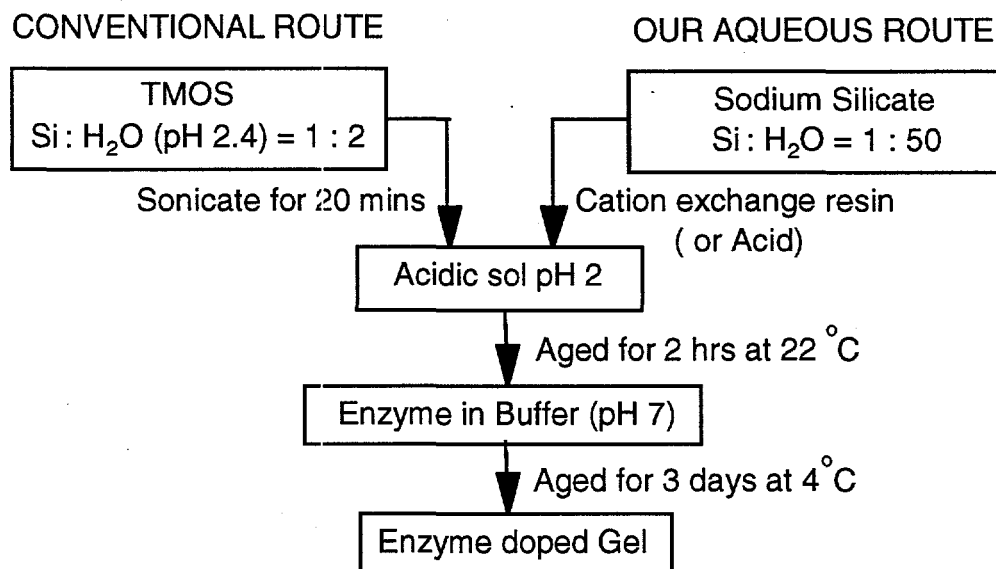 CONVENTIONAL ROUTE
OUR AQUEOUS ROUTE
TMOS
Si : H₂O (pH 2.4) = 1 : 2
Sodium Silicate
Si : H₂O = 1 : 50
Sonicate for 20 mins
Cation exchange resin
( or Acid)
Acidic sol pH 2
Aged for 2 hrs at 22 °C
Enzyme in Buffer (pH 7)
Aged for 3 days at 4°C
Enzyme doped Gel